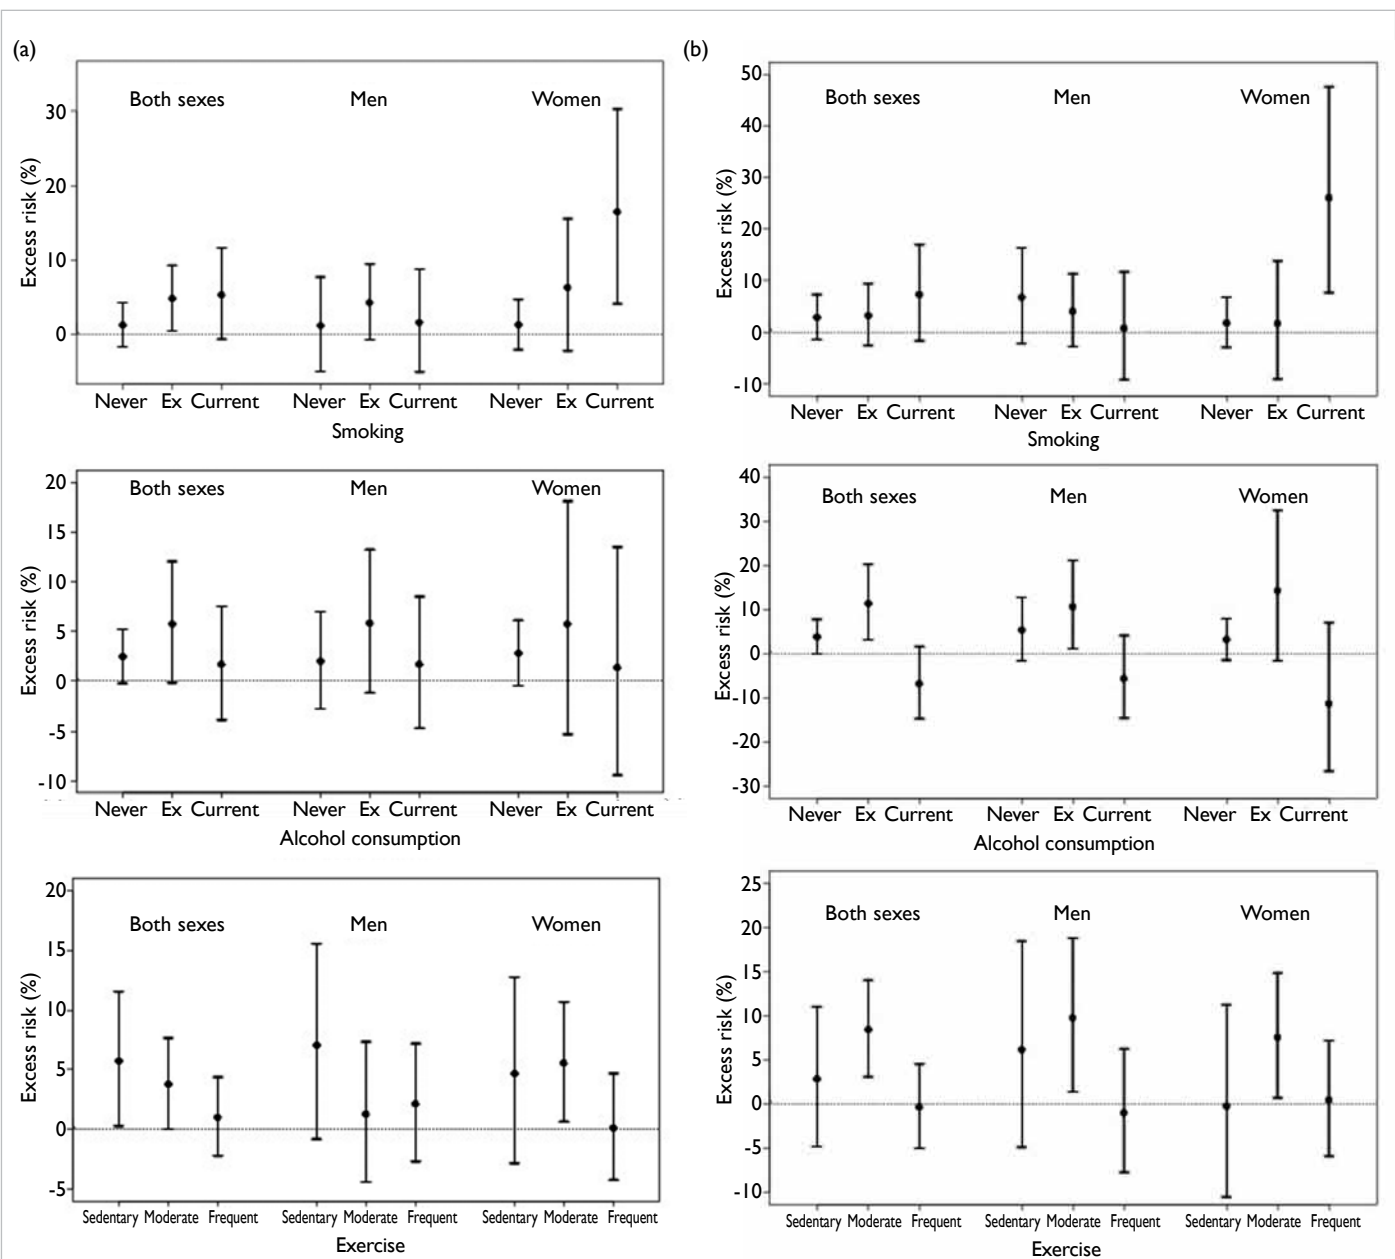 (a)
Both sexes Men Women
Excess risk (%)
30
20
10
0
Never Ex Current Never Ex Current Never Ex Current
Smoking
Both sexes Men Women
Excess risk (%)
20
15
10
5
0
-5
-10
Never Ex Current Never Ex Current Never Ex Current
Alcohol consumption
Both sexes Men Women
Excess risk (%)
20
15
10
5
0
-5
Sedentary Moderate Frequent Sedentary Moderate Frequent Sedentary Moderate Frequent
Exercise
(b)
Both sexes Men Women
Excess risk (%)
50
40
30
20
10
0
-10
Never Ex Current Never Ex Current Never Ex Current
Smoking
Both sexes Men Women
Excess risk (%)
40
30
20
10
0
-10
-20
-30
Never Ex Current Never Ex Current Never Ex Current
Alcohol consumption
Both sexes Men Women
Excess risk (%)
25
20
15
10
5
0
-5
-10
Sedentary Moderate Frequent Sedentary Moderate Frequent Sedentary Moderate Frequent
Exercise